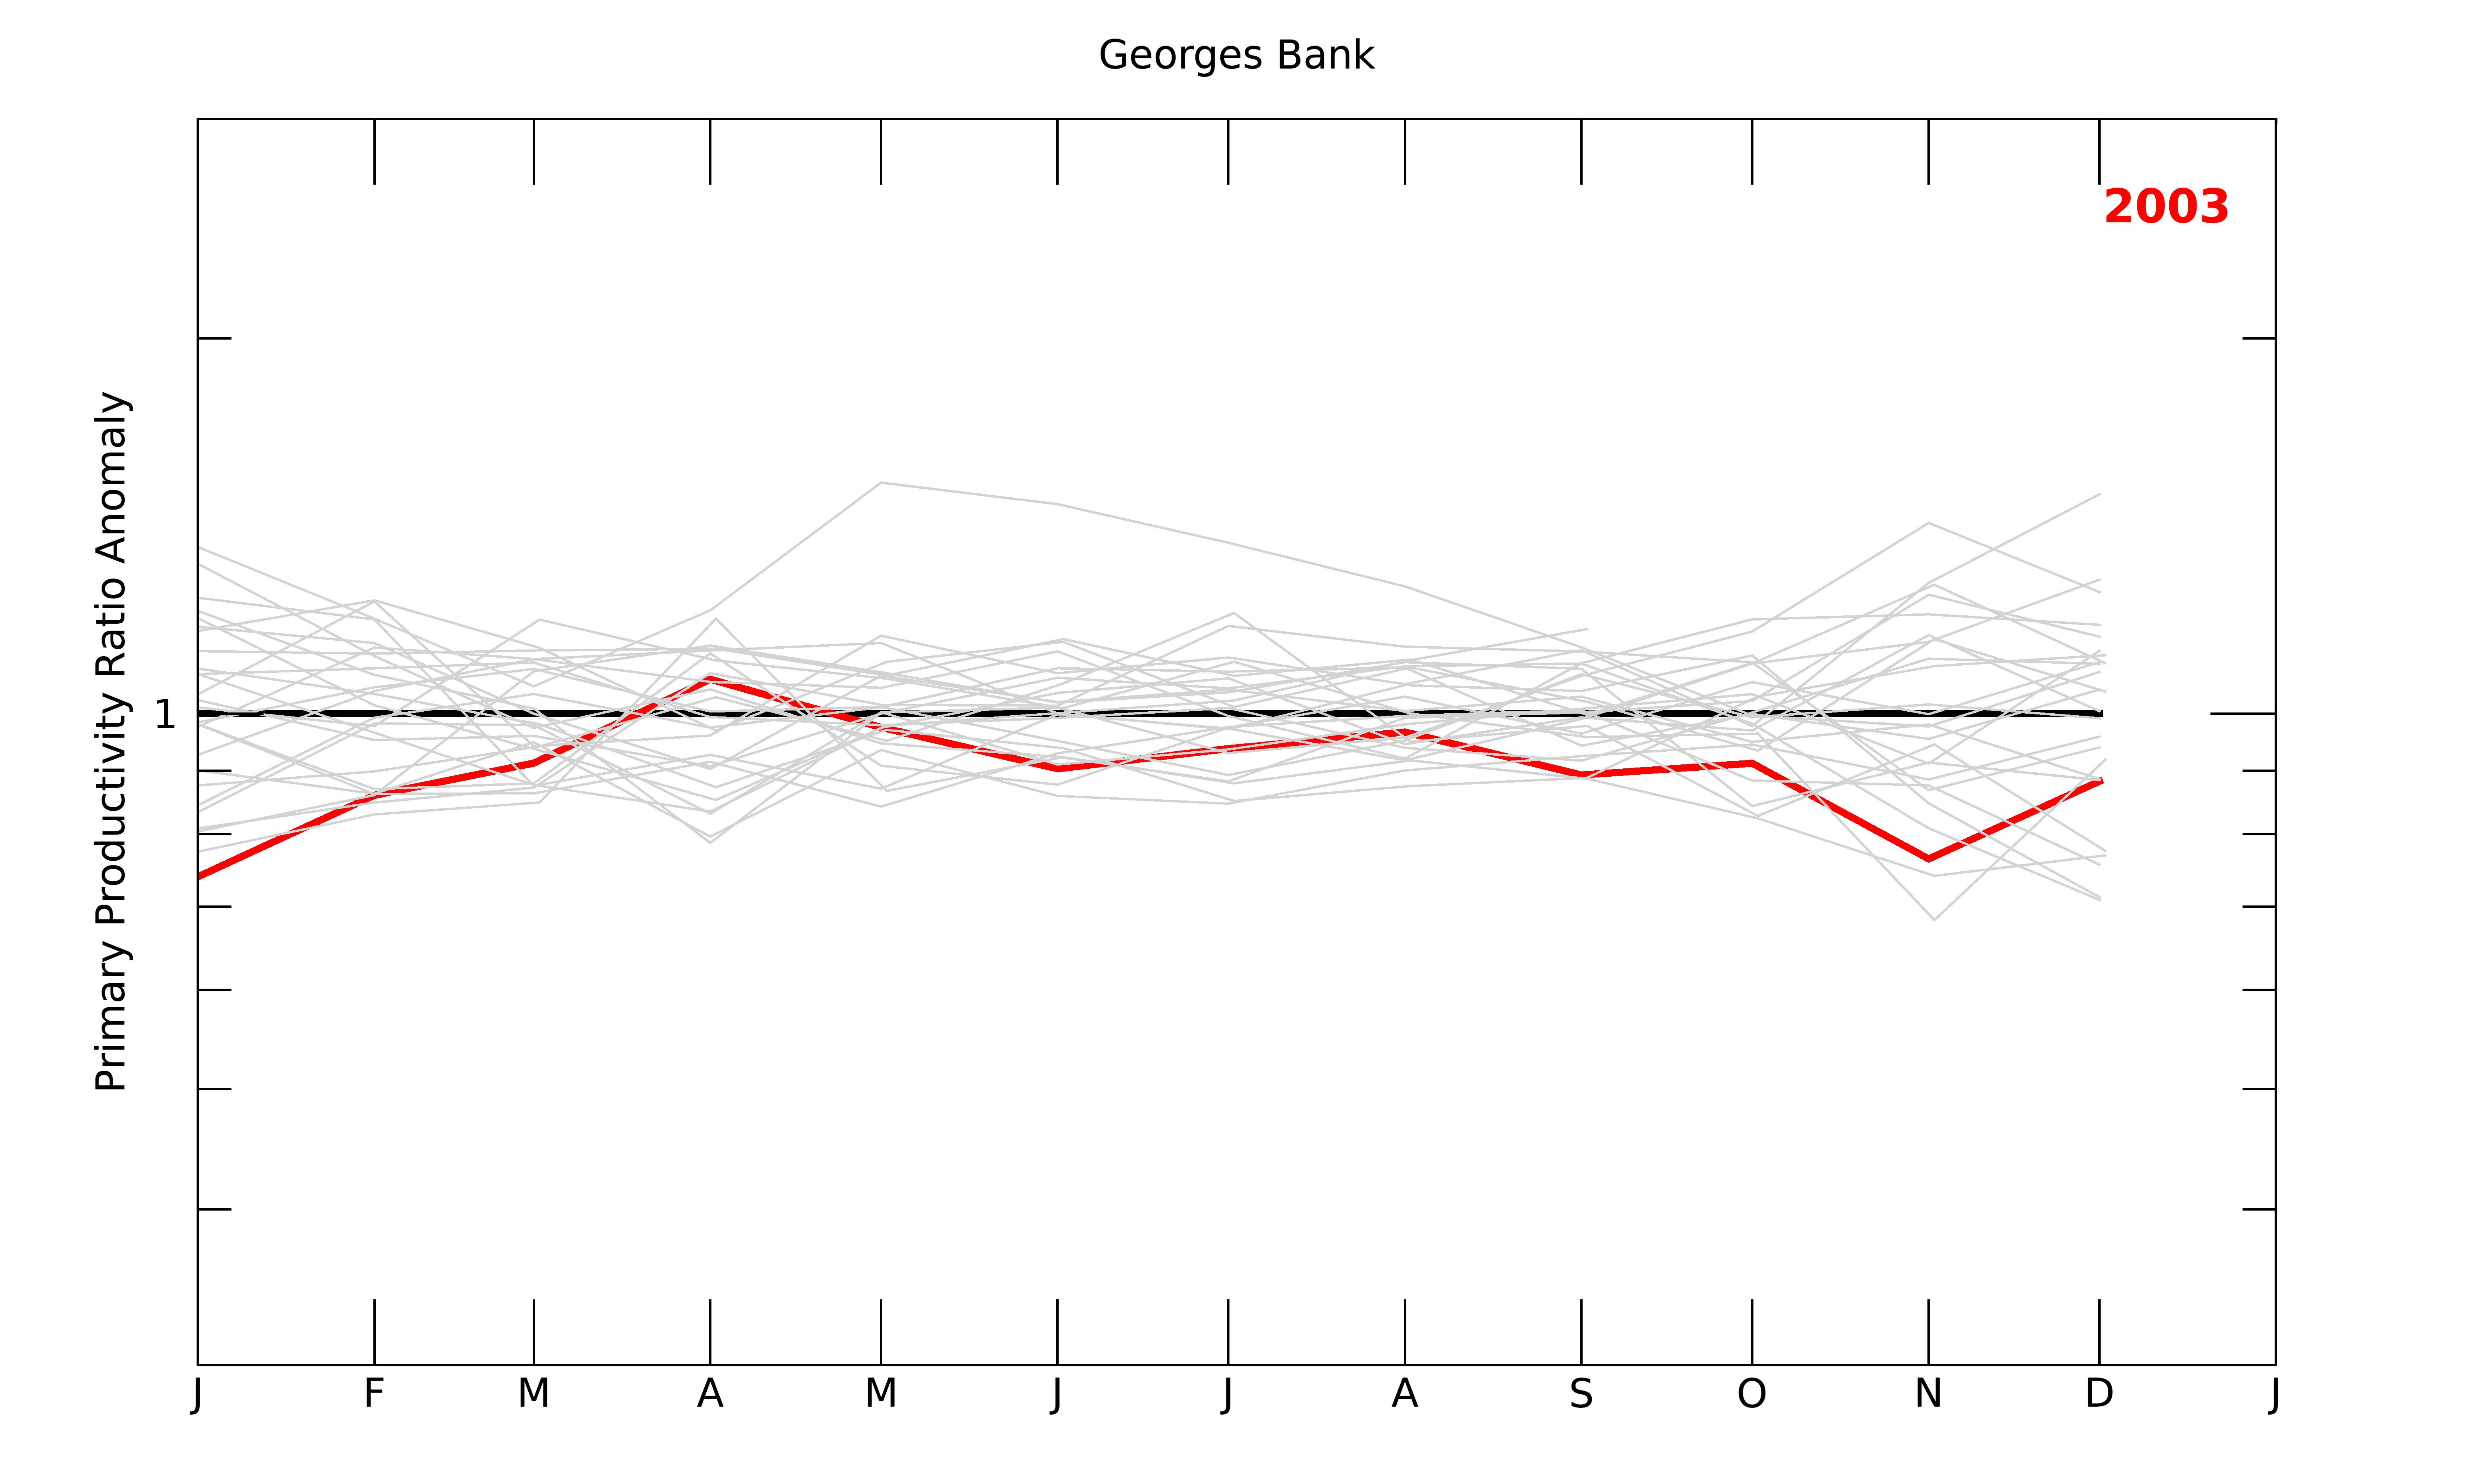 Georges Bank
2003
Primary Productivity Ratio Anomaly
1
J F M A M J J A S O N D J